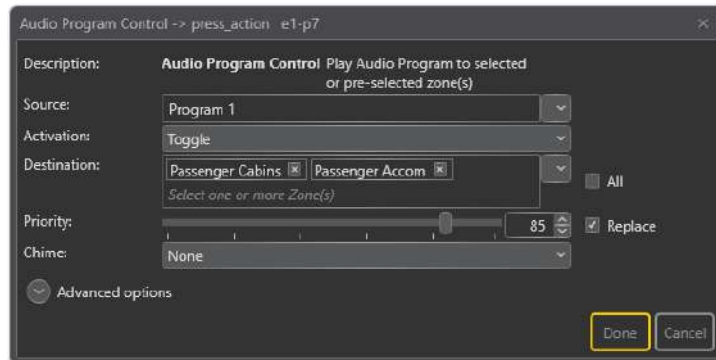 Audio Program Control -> press_action e1-p7
Description: Audio Program Control Play Audio Program to selected
or pre-selected zone(s)
Source: Program 1
Activation: Toggle
Destination: Passenger Cabins Passenger Accom
All
Select one or more Zone(s)
Priority: 85 Replace
Chime: None
Advanced options
Done Cancel